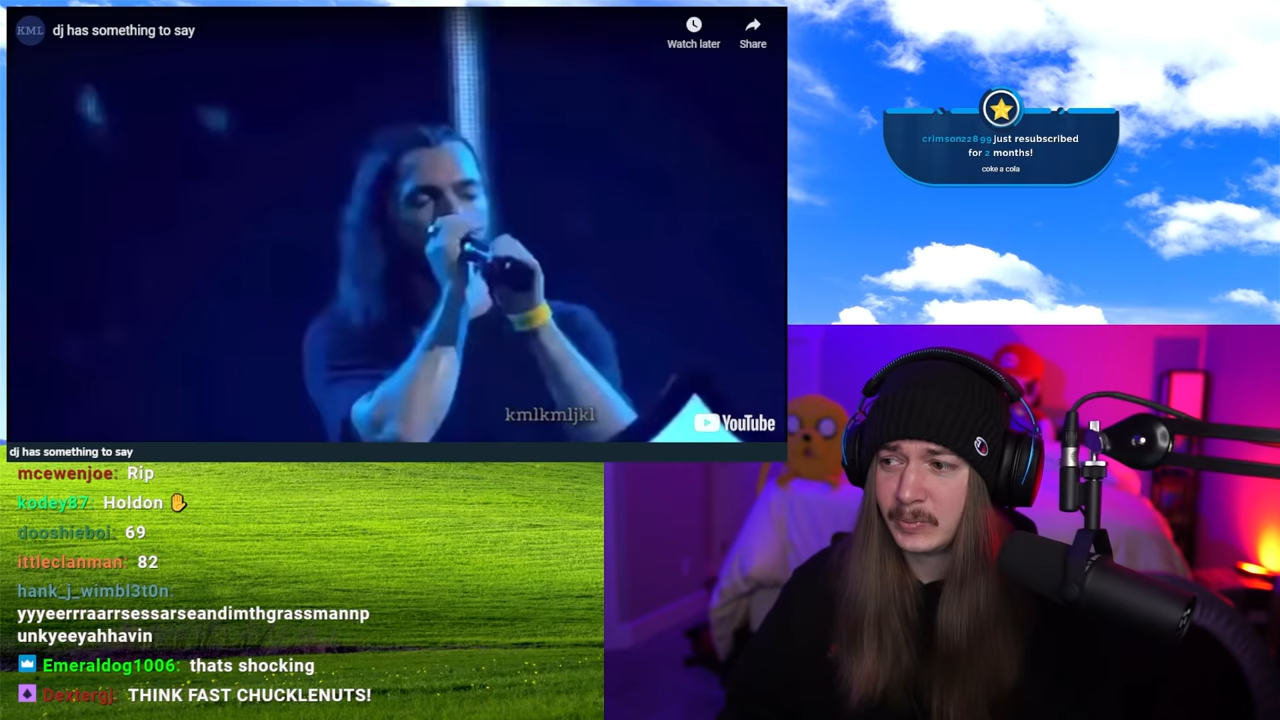 KML
dj has something to say
Watch later
Share
kmlkmljkl
YouTube
dj has something to say
crimson22899 just resubscribed
for 2 months!
coke a cola
mcewenjoe: Rip
kodey87: Holdon ✋
dooshieboi: 69
ittleclanman 82
hank_j_wimbl3t0n:
yyyeerrraarrsessarseandimthgrassmannp
unkyeeyahhavin
Emeraldog1006: thats shocking
Dextergj: THINK FAST CHUCKLENUTS!